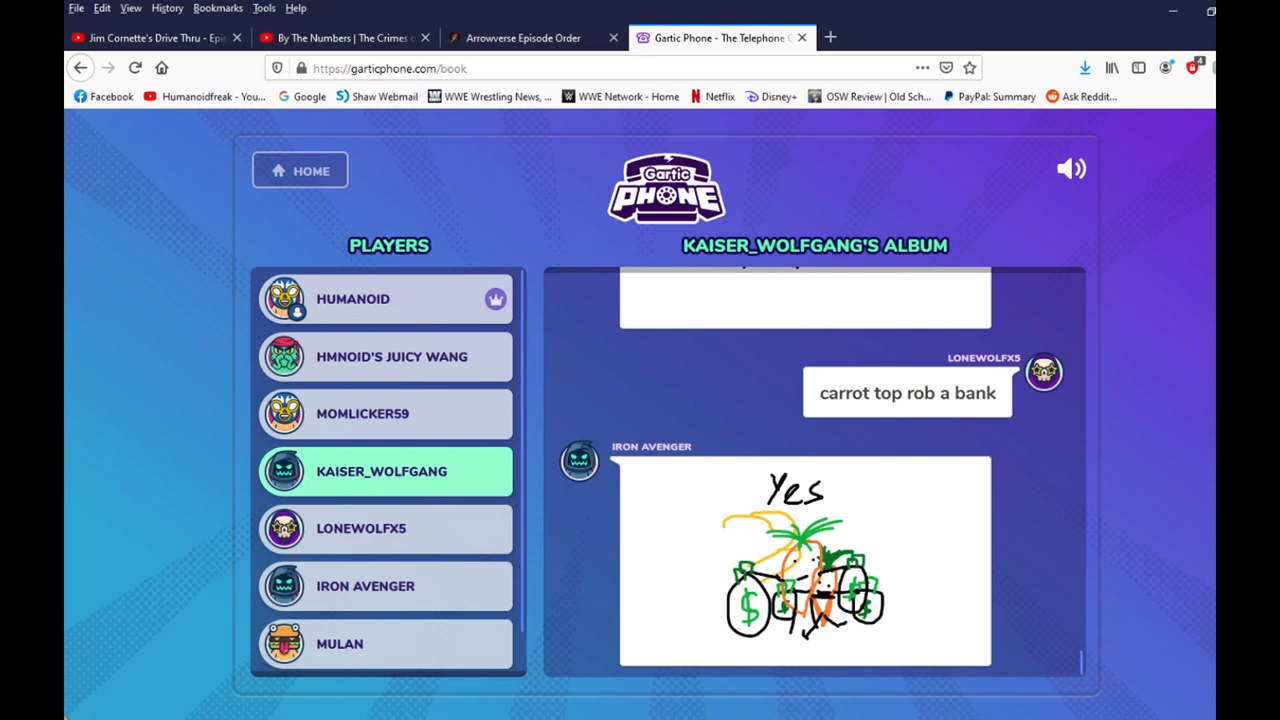 File Edit View History Bookmarks Tools Help
Jim Cornette's Drive Thru - Epi
By The Numbers | The Crimes o
Arrowverse Episode Order
Gartic Phone - The Telephone G
https://garticphone.com/book
4
Facebook
Humanoidfreak - You...
Google
Shaw Webmail
WWE Wrestling News, ...
WWE Network - Home
Netflix
Disney+
OSW Review | Old Sch...
PayPal: Summary
Ask Reddit...
HOME
Gartic
PHONE
PLAYERS
KAISER_WOLFGANG'S ALBUM
HUMANOID
HMNOID'S JUICY WANG
MOMLICKER59
KAISER_WOLFGANG
LONEWOLFX5
IRON AVENGER
MULAN
LONEWOLFX5
carrot top rob a bank
IRON AVENGER
Yes
$ $ $ $